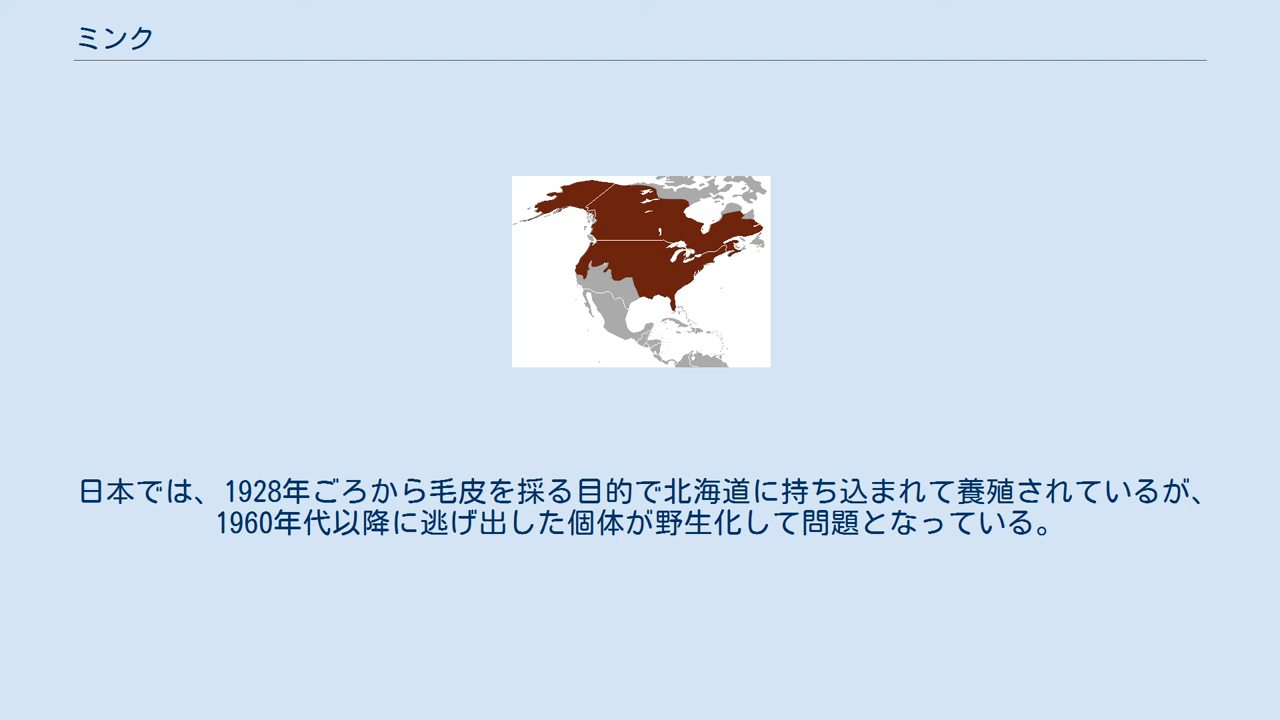 ミンク
日本では、1928年ごろから毛皮を採る目的で北海道に持ち込まれて養殖されているが、
1960年代以降に逃げ出した個体が野生化して問題となっている。